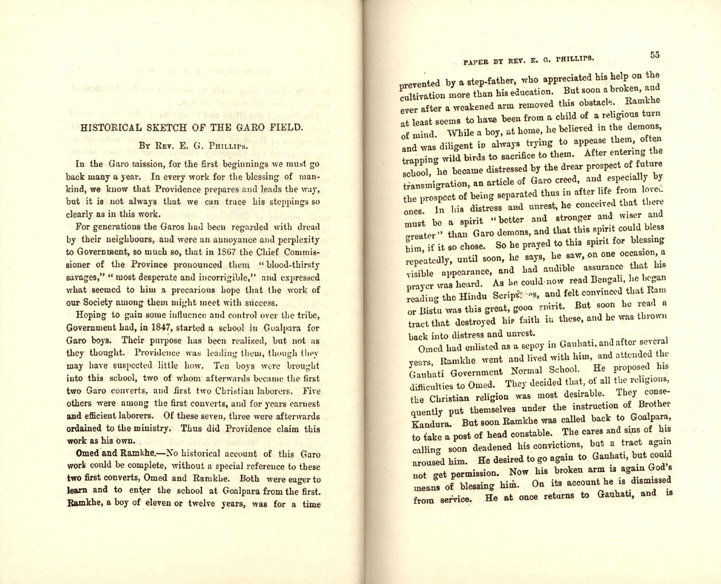 HISTORICAL SKETCH OF THE GARO FIELD.
By Rev. E. G. Phillips.
In the Garo mission, for the first beginnings we must go
back many a year. In every work for the blessing of man-
kind, we know that Providence prepares and leads the way,
but it is not always that we can trace his steppings so
clearly as in this work.
For generations the Garos had been regarded with dread
by their neighbours, and were an annoyance and perplexity
to Government, so much so, that in 1867 the Chief Commis-
sioner of the Province pronounced them "blood-thirsty
savages," "most desperate and incorrigible," and expressed
what seemed to him a precarious hope that the work of
our Society among them might meet with success.
Hoping to gain some influence and control over the tribe,
Government had, in 1847, started a school in Goalpara for
Garo boys. Their purpose has been realized, but not as
they thought. Providence was leading them, though they
may have suspected little how. Ten boys were brought
into this school, two of whom afterwards became the first
two Garo converts, and first two Christian laborers. Five
others were among the first converts, and for years earnest
and efficient laborers. Of these seven, three were afterwards
ordained to the ministry. Thus did Providence claim this
work as his own.
Omed and Ramkhe.—No historical account of this Garo
work could be complete, without a special reference to these
two first converts, Omed and Ramkhe. Both were eager to
learn and to enter the school at Goalpara from the first.
Ramkhe, a boy of eleven or twelve years, was for a time
PAPER BY REV. E. G. PHILLIPS. 55
prevented by a step-father, who appreciated his help on the
cultivation more than his education. But soon a broken, and
ever after a weakened arm removed this obstacle. Ramkhe
at least seems to have been from a child of a religious turn
of mind. While a boy, at home, he believed in the demons,
and was diligent in always trying to appease them, often
trapping wild birds to sacrifice to them. After entering the
school, he became distressed by the drear prospect of future
transmigration, an article of Garo creed, and especially by
the prospect of being separated thus in after life from loved
ones. In his distress and unrest, he conceived that there
must be a spirit "better and stronger and wiser and
greater" than Garo demons, and that this spirit could bless
him, if it so chose. So he prayed to this spirit for blessing
repeatedly, until soon, he says, he saw, on one occasion, a
visible appearance, and had audible assurance that his
prayer was heard. As he could now read Bengali, he began
reading the Hindu and felt convinced that Ram
or Bistu was this great, good spirit. But soon he read a
tract that destroyed his faith in these, and he was thrown
back into distress and unrest.
Omed had enlisted as a sepoy in Gauhati, and after several
years, Ramkhe went and lived with him, and attended the
Gauhati Government Normal School. He proposed his
difficulties to Omed. They decided that, of all the religions,
the Christian religion was most desirable. They conse-
quently put themselves under the instruction of Brother
Kandura. But soon Ramkhe was called back to Goalpara,
to take a post of head constable. The cares and sins of his
calling soon deadened his convictions, but a tract again
aroused him. He desired to go again to Gauhati, but could
not get permission. Now his broken arm is again God's
means of blessing him. On its account he is dismissed
from service. He at once returns to Gauhati, and is